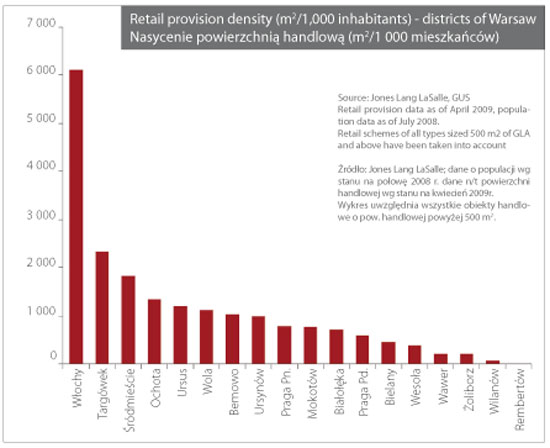 Retail provision density (m²/1,000 inhabitants) - districts of Warsaw
Nasycenie powierzchnią handlową (m²/1 000 mieszkańców)
Source: Jones Lang LaSalle, GUS
Retail provision data as of April 2009, popula-
tion data as of July 2008.
Retail schemes of all types sized 500 m2 of GLA
and above have been taken into account
Źródło: Jones Lang LaSalle; dane o populacji wg
stanu na połowę 2008 r. dane n/t powierzchni
handlowej wg stanu na kwiecień 2009r.
Wykres uwzględnia wszystkie obiekty handlo-
we o pow. handlowej powyżej 500 m².
7 000
6 000
5 000
4 000
3 000
2 000
1 000
0
Włochy
Targówek
Śródmieście
Ochota
Ursus
Wola
Bemowo
Ursynów
Praga Pn.
Mokotów
Białołęka
Praga Pd.
Bielany
Wesoła
Wawer
Żoliborz
Wilanów
Rembertów